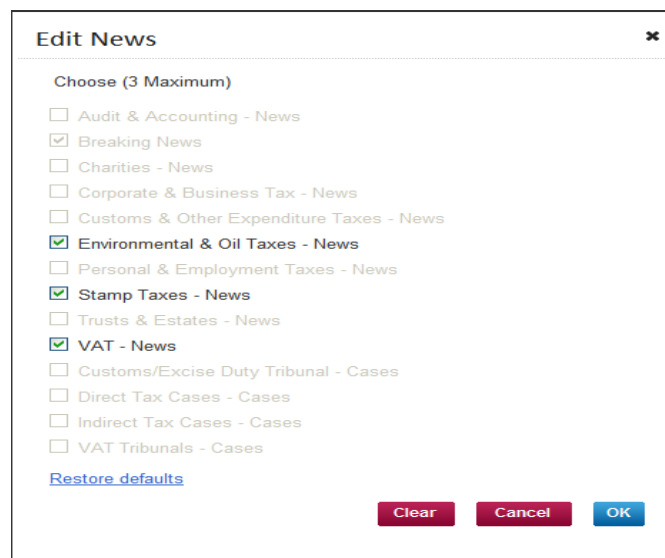 Edit News
Choose (3 Maximum)
Audit & Accounting - News
Breaking News
Charities - News
Corporate & Business Tax - News
Customs & Other Expenditure Taxes - News
Environmental & Oil Taxes - News
Personal & Employment Taxes - News
Stamp Taxes - News
Trusts & Estates - News
VAT - News
Customs/Excise Duty Tribunal - Cases
Direct Tax Cases - Cases
Indirect Tax Cases - Cases
VAT Tribunals - Cases
Restore defaults
Clear Cancel OK